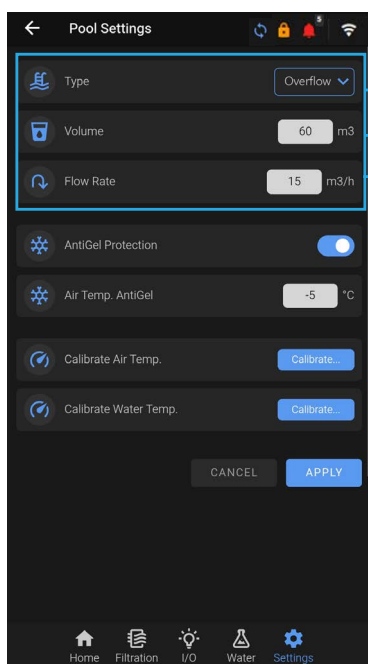 Pool Settings
5
Type
Overflow
Volume
60 m3
Flow Rate
15 m3/h
AntiGel Protection
Air Temp. AntiGel
-5 °C
Calibrate Air Temp.
Calibrate...
Calibrate Water Temp.
Calibrate...
CANCEL
APPLY
Home
Filtration
I/O
Water
Settings